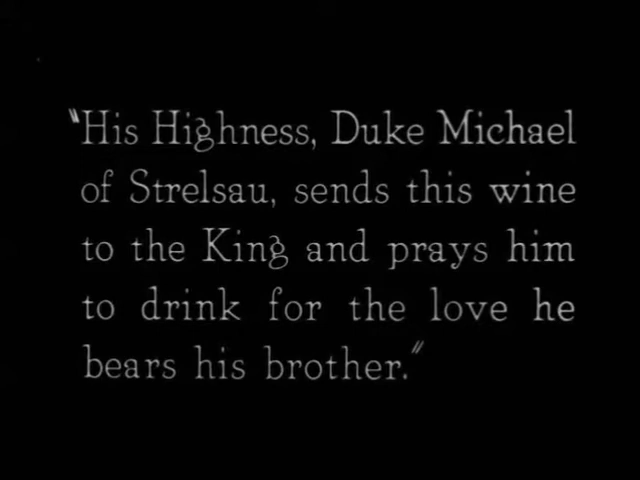 "His Highness, Duke Michael
of Strelsau, sends this wine
to the King and prays him
to drink for the love he
bears his brother."